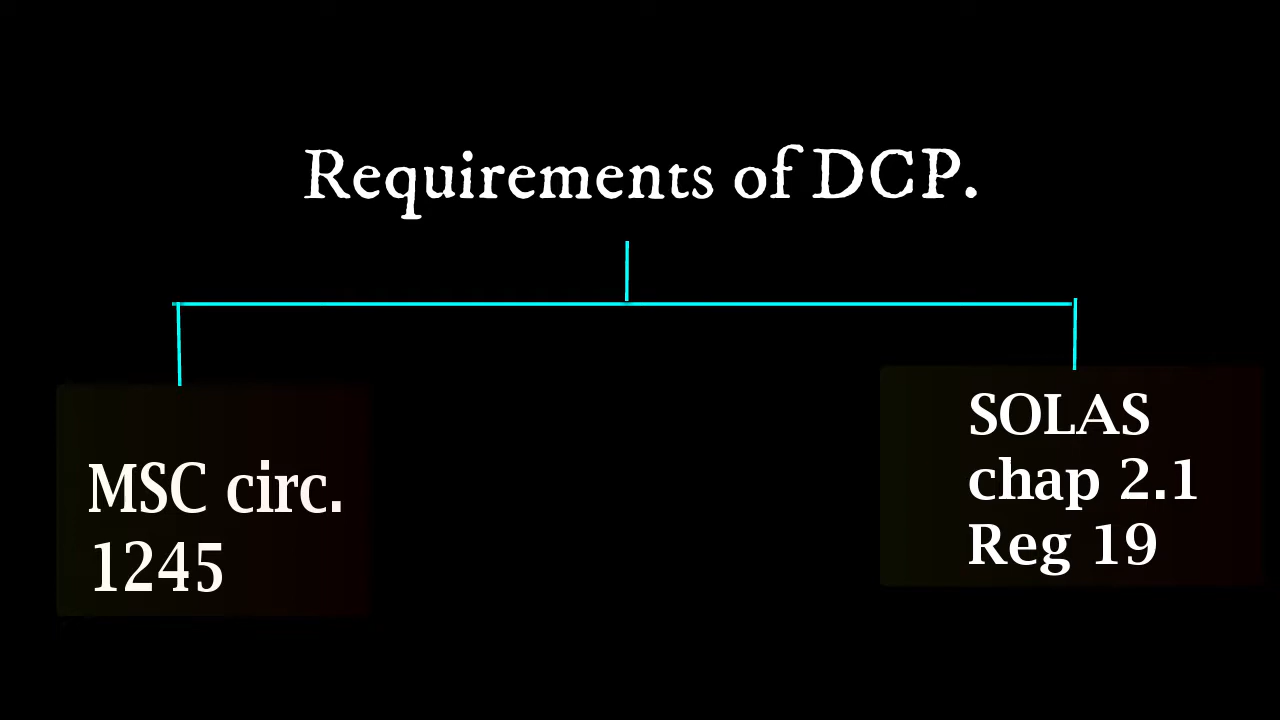 Requirements of DCP.
MSC circ.
1245
SOLAS
chap 2.1
Reg 19